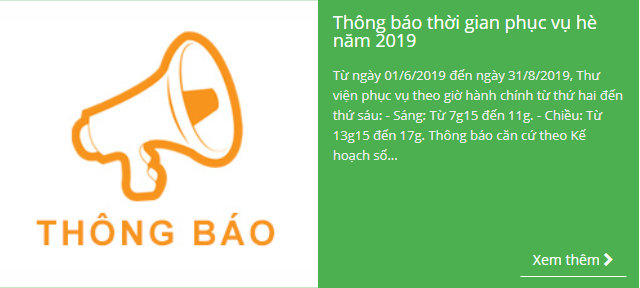 THÔNG BÁO
Thông báo thời gian phục vụ hè
năm 2019
Từ ngày 01/6/2019 đến ngày 31/8/2019, Thư
viện phục vụ theo giờ hành chính từ thứ hai đến
thứ sáu: - Sáng: Từ 7g15 đến 11g. - Chiều: Từ
13g15 đến 17g. Thông báo căn cứ theo Kế
hoạch số...
Xem thêm